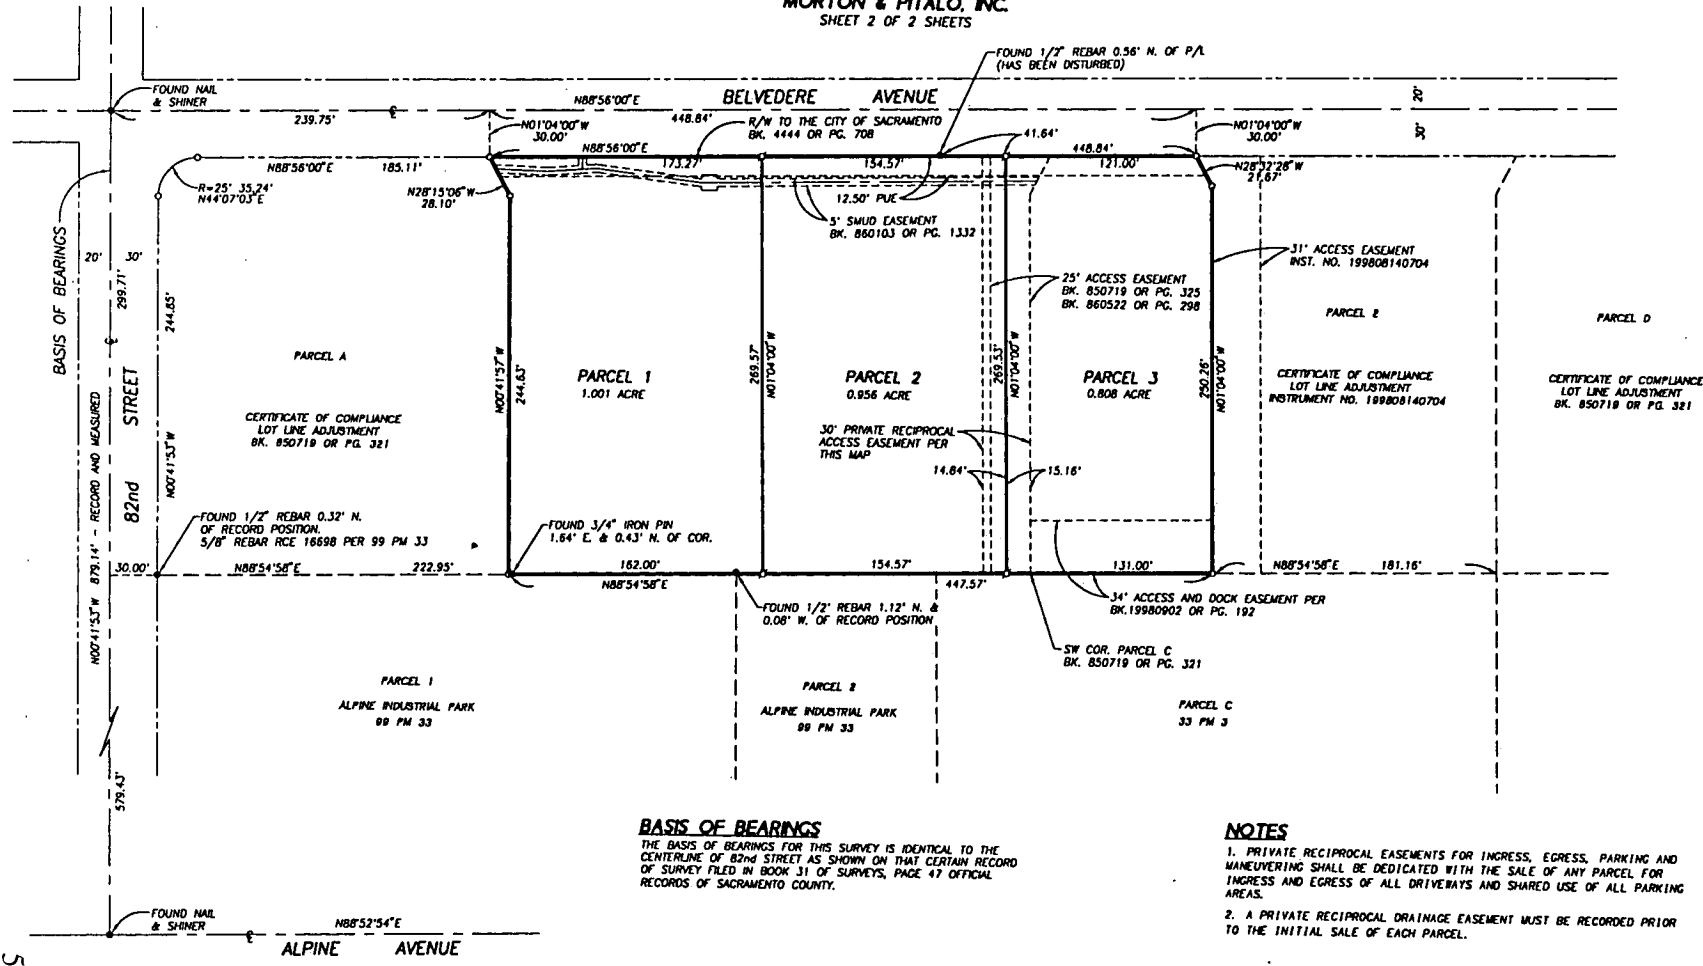 MORTON & PITALO, INC.
SHEET 2 OF 2 SHEETS
FOUND 1/2" REBAR 0.56' N. OF P/L
(HAS BEEN DISTURBED)
FOUND NAIL
& SHINER
239.75'
N88°56'00"E
BELVEDERE AVENUE
448.84'
20'
30'
N01°04'00"W
30.00'
R/W TO THE CITY OF SACRAMENTO
BK. 4444 OR PG. 708
41.64'
N01°04'00"W
30.00'
N88°56'00"E
185.11'
N88°56'00"E
173.27'
154.57'
448.84'
121.00'
N28°32'28"W
21.67'
R=25' 35.24'
N44°07'03"E
N28°15'06"W
28.10'
12.50' PUE
5' SMUD EASEMENT
BK. 860103 OR PG. 1332
BASIS OF BEARINGS
20'
30'
299.71'
244.85'
31' ACCESS EASEMENT
INST. NO. 199808140704
25' ACCESS EASEMENT
BK. 850719 OR PG. 325
BK. 860522 OR PG. 298
PARCEL A
CERTIFICATE OF COMPLIANCE
LOT LINE ADJUSTMENT
BK. 850719 OR PG. 321
N00°41'57"W
244.63'
PARCEL 1
1.001 ACRE
269.57'
N01°04'00"W
PARCEL 2
0.956 ACRE
269.53'
N01°04'00"W
PARCEL 3
0.808 ACRE
250.26'
N01°04'00"W
PARCEL 2
CERTIFICATE OF COMPLIANCE
LOT LINE ADJUSTMENT
INSTRUMENT NO. 199808140704
PARCEL D
CERTIFICATE OF COMPLIANCE
LOT LINE ADJUSTMENT
BK. 850719 OR PG. 321
82nd STREET
N00°41'53"W 879.14' - RECORD AND MEASURED
N00°41'53"W
30' PRIVATE RECIPROCAL
ACCESS EASEMENT PER
THIS MAP
14.84'
15.16'
FOUND 1/2" REBAR 0.32' N.
OF RECORD POSITION.
5/8" REBAR RCE 16698 PER 99 PM 33
FOUND 3/4" IRON PIN
1.64' E. & 0.43' N. OF COR.
30.00'
N88°54'58"E
222.95'
162.00'
N88°54'58"E
154.57'
447.57'
131.00'
N88°54'58"E
181.16'
FOUND 1/2' REBAR 1.12' N. &
0.08' W. OF RECORD POSITION
34' ACCESS AND DOCK EASEMENT PER
BK.19980902 OR PG. 192
SW COR. PARCEL C
BK. 850719 OR PG. 321
PARCEL 1
ALPINE INDUSTRIAL PARK
99 PM 33
PARCEL 2
ALPINE INDUSTRIAL PARK
99 PM 33
PARCEL C
33 PM 3
579.43'
BASIS OF BEARINGS
THE BASIS OF BEARINGS FOR THIS SURVEY IS IDENTICAL TO THE
CENTERLINE OF 82nd STREET AS SHOWN ON THAT CERTAIN RECORD
OF SURVEY FILED IN BOOK 31 OF SURVEYS, PAGE 47 OFFICIAL
RECORDS OF SACRAMENTO COUNTY.
NOTES
1. PRIVATE RECIPROCAL EASEMENTS FOR INGRESS, EGRESS, PARKING AND
MANEUVERING SHALL BE DEDICATED WITH THE SALE OF ANY PARCEL FOR
INGRESS AND EGRESS OF ALL DRIVEWAYS AND SHARED USE OF ALL PARKING
AREAS.
2. A PRIVATE RECIPROCAL DRAINAGE EASEMENT MUST BE RECORDED PRIOR
TO THE INITIAL SALE OF EACH PARCEL.
FOUND NAIL
& SHINER
N88°52'54"E
ALPINE AVENUE
5